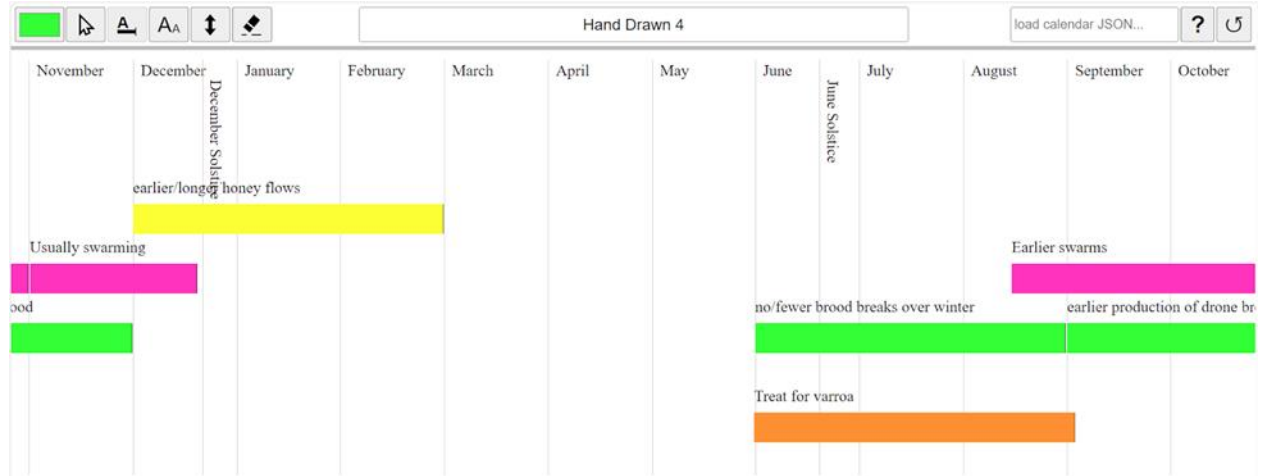 A AA Hand Drawn 4 load calendar JSON... ? ↺
November December January February March April May June July August September October
December Solstice
June Solstice
earlier/longer honey flows
Usually swarming
Earlier swarms
ood
no/fewer brood breaks over winter
earlier production of drone br
Treat for varroa